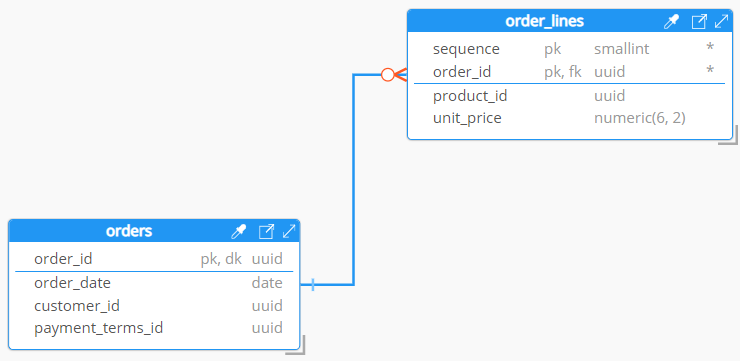 order_lines
sequence pk smallint *
order_id pk, fk uuid *
product_id uuid
unit_price numeric(6, 2)
orders
order_id pk, dk uuid
order_date date
customer_id uuid
payment_terms_id uuid